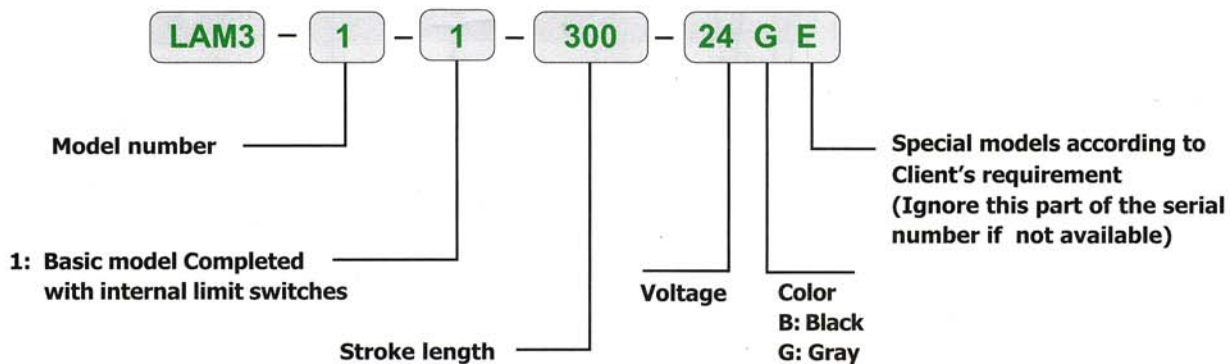 LAM3 - 1 - 1 - 300 - 24 G E
Model number
Special models according to
Client's requirement
(Ignore this part of the serial
number if not available)
1: Basic model Completed
with internal limit switches
Voltage
Color
B: Black
G: Gray
Stroke length